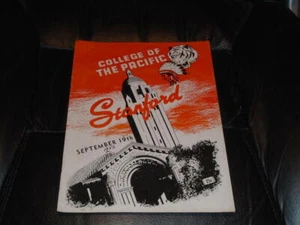 COLLEGE OF
THE PACIFIC
Stanford
SEPTEMBER 19th